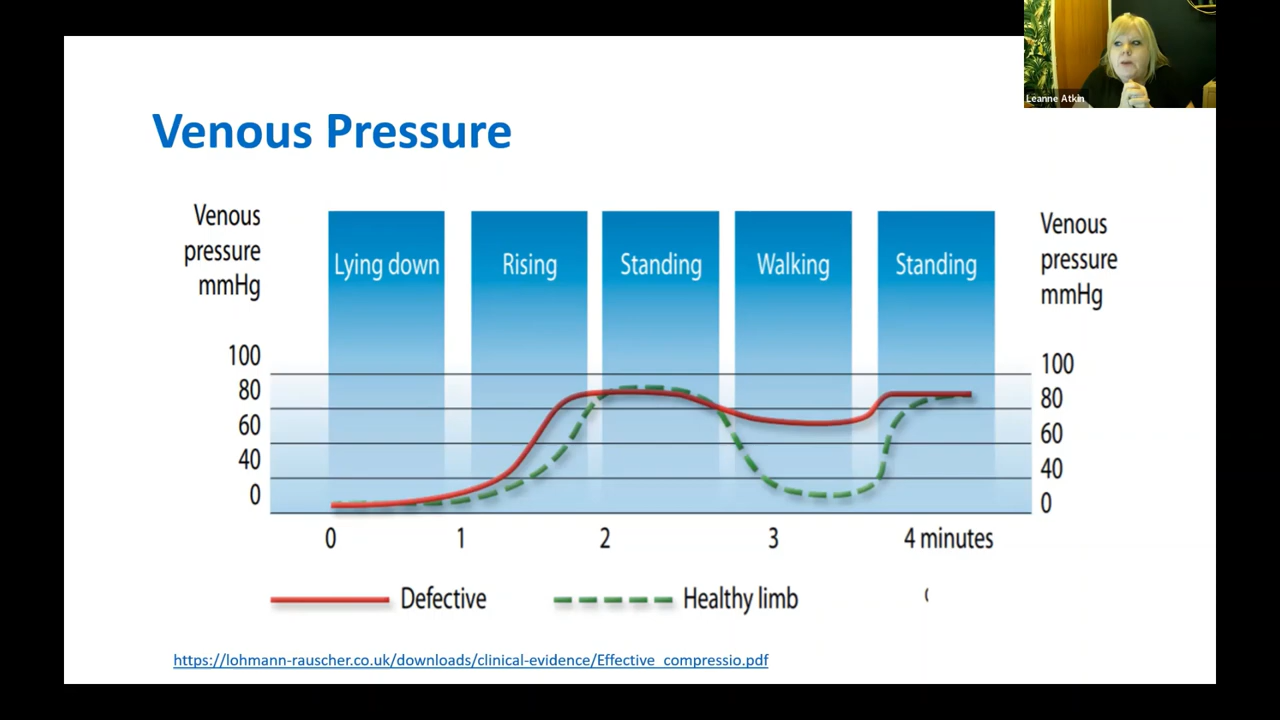 Leanne Atkin
Venous Pressure
Venous
pressure
mmHg
Lying down
Rising
Standing
Walking
Standing
Venous
pressure
mmHg
100
80
60
40
0
100
80
60
40
0
0
1
2
3
4 minutes
Defective
Healthy limb
https://lohmann-rauscher.co.uk/downloads/clinical-evidence/Effective_compressio.pdf